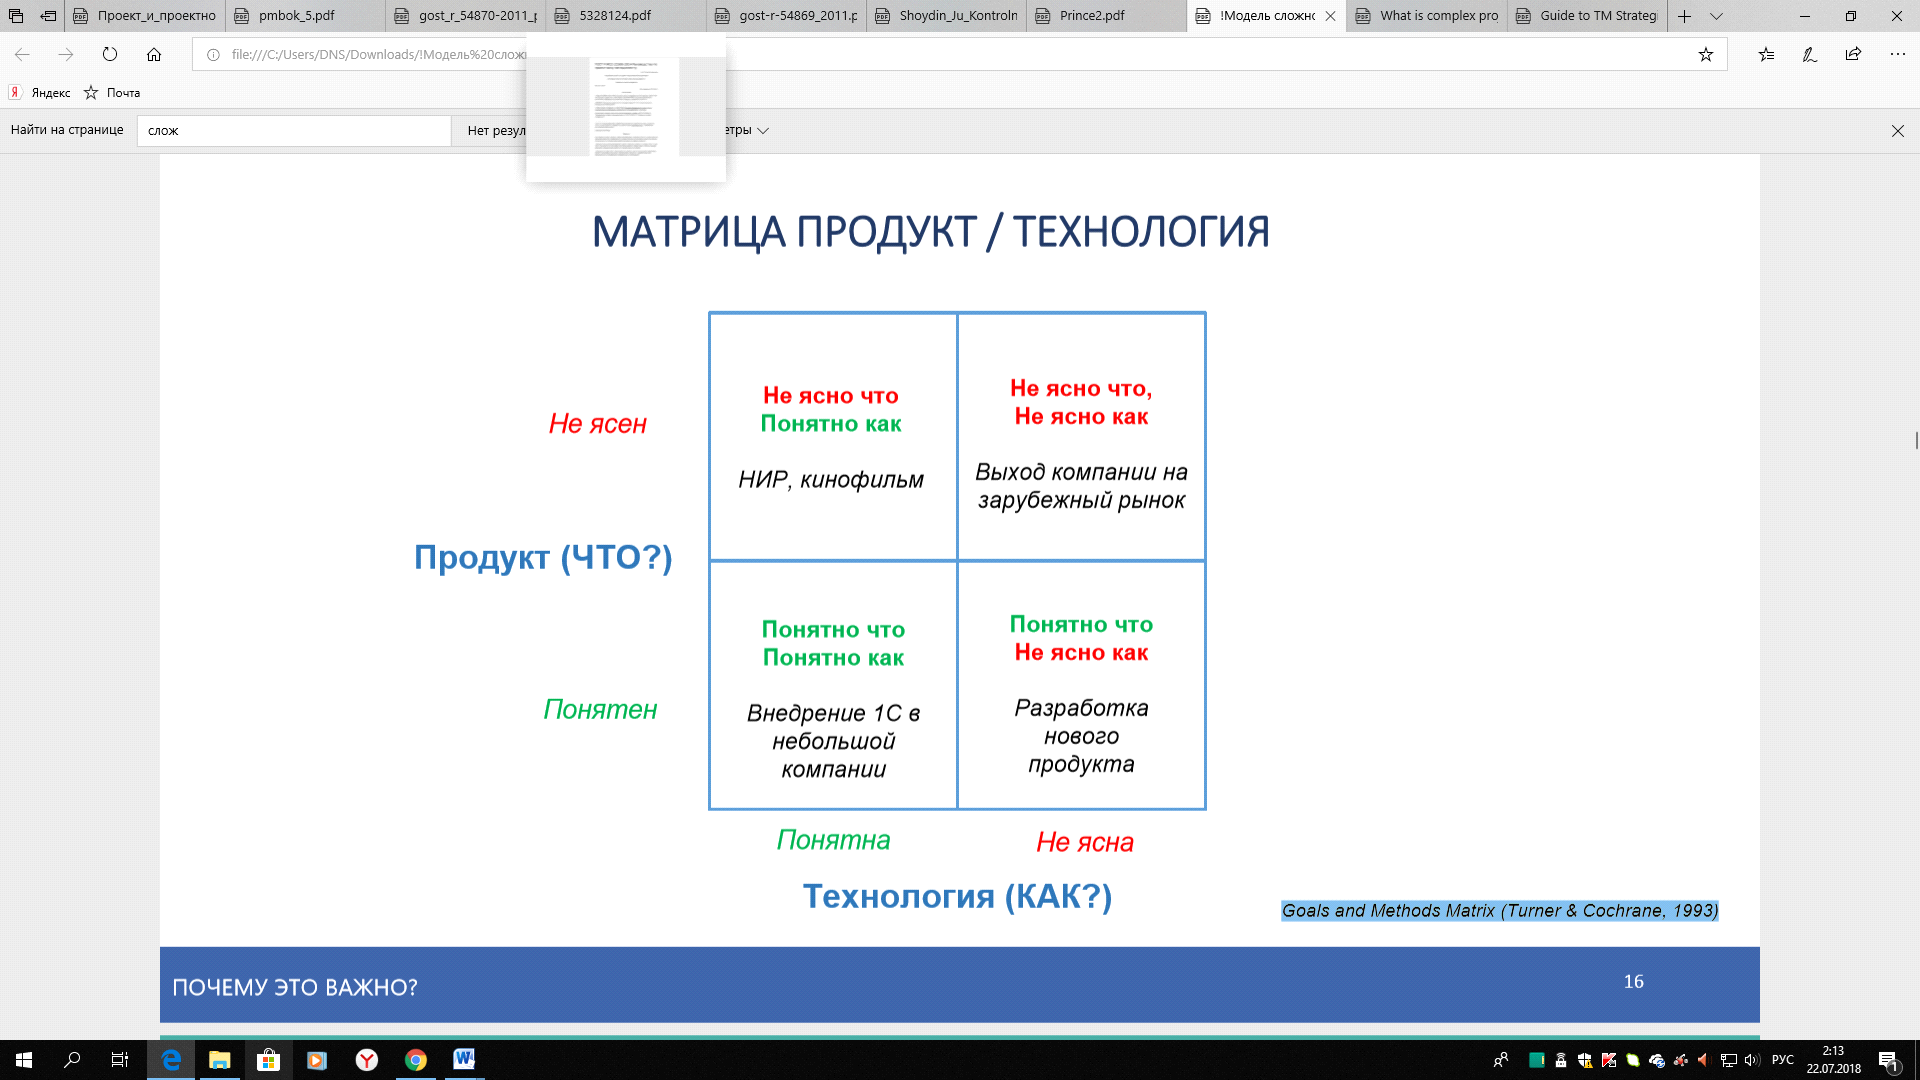 Проект_и_проектно
pmbok_5.pdf
gost_r_54870-2011_p
5328124.pdf
gost-r-54869_2011.p
Shoydin_Ju_Kontroln
Prince2.pdf
!Модель сложно
What is complex pro
Guide to TM Strateg
file:///C:/Users/DNS/Downloads/!Модель%20слож
Яндекс
Почта
Найти на странице
слож
Нет резул
етры
МАТРИЦА ПРОДУКТ / ТЕХНОЛОГИЯ
Не ясен
Не ясно что
Понятно как
НИР, кинофильм
Не ясно что,
Не ясно как
Выход компании на
зарубежный рынок
Продукт (ЧТО?)
Понятен
Понятно что
Понятно как
Внедрение 1С в
небольшой
компании
Понятно что
Не ясно как
Разработка
нового
продукта
Понятна
Не ясна
Технология (КАК?)
Goals and Methods Matrix (Turner & Cochrane, 1993)
ПОЧЕМУ ЭТО ВАЖНО?
16
РУС
2:13
22.07.2018
1